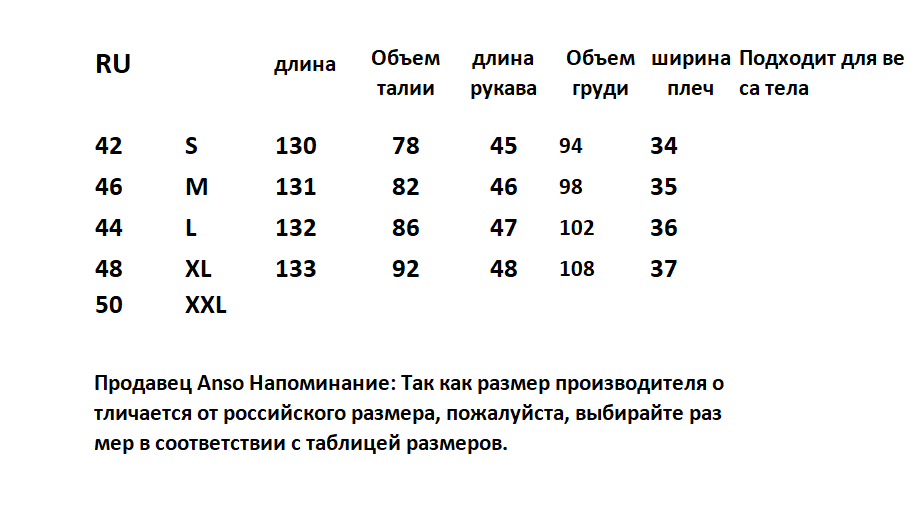 RU длина Объем талии длина рукава Объем груди ширина плеч Подходит для ве са тела
42 S 130 78 45 94 34
46 M 131 82 46 98 35
44 L 132 86 47 102 36
48 XL 133 92 48 108 37
50 XXL
Продавец Anso Напоминание: Так как размер производителя о
тличается от российского размера, пожалуйста, выбирайте раз
мер в соответствии с таблицей размеров.